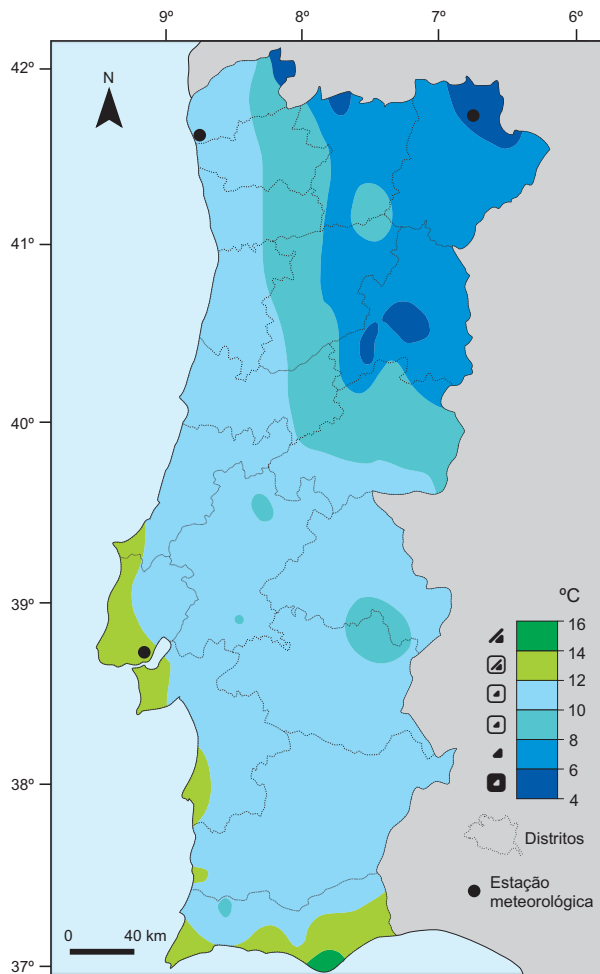 9º 8º 7º 6º
42º
N
41º
40º
39º
ºC
16
14
12
10
8
6
4
38º
Distritos
Estação
meteorológica
0 40 km
37º